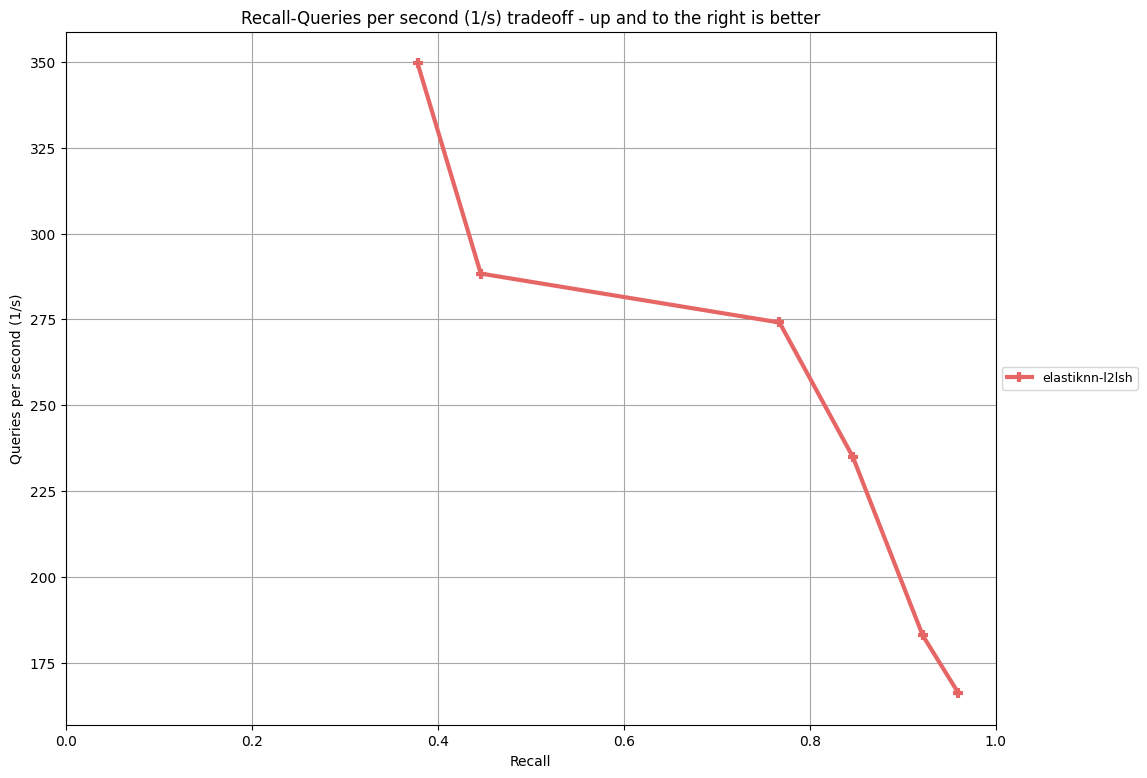 Recall-Queries per second (1/s) tradeoff - up and to the right is better
350
325
300
275
250
225
200
175
Queries per second (1/s)
elastiknn-l2lsh
0.0 0.2 0.4 0.6 0.8 1.0
Recall